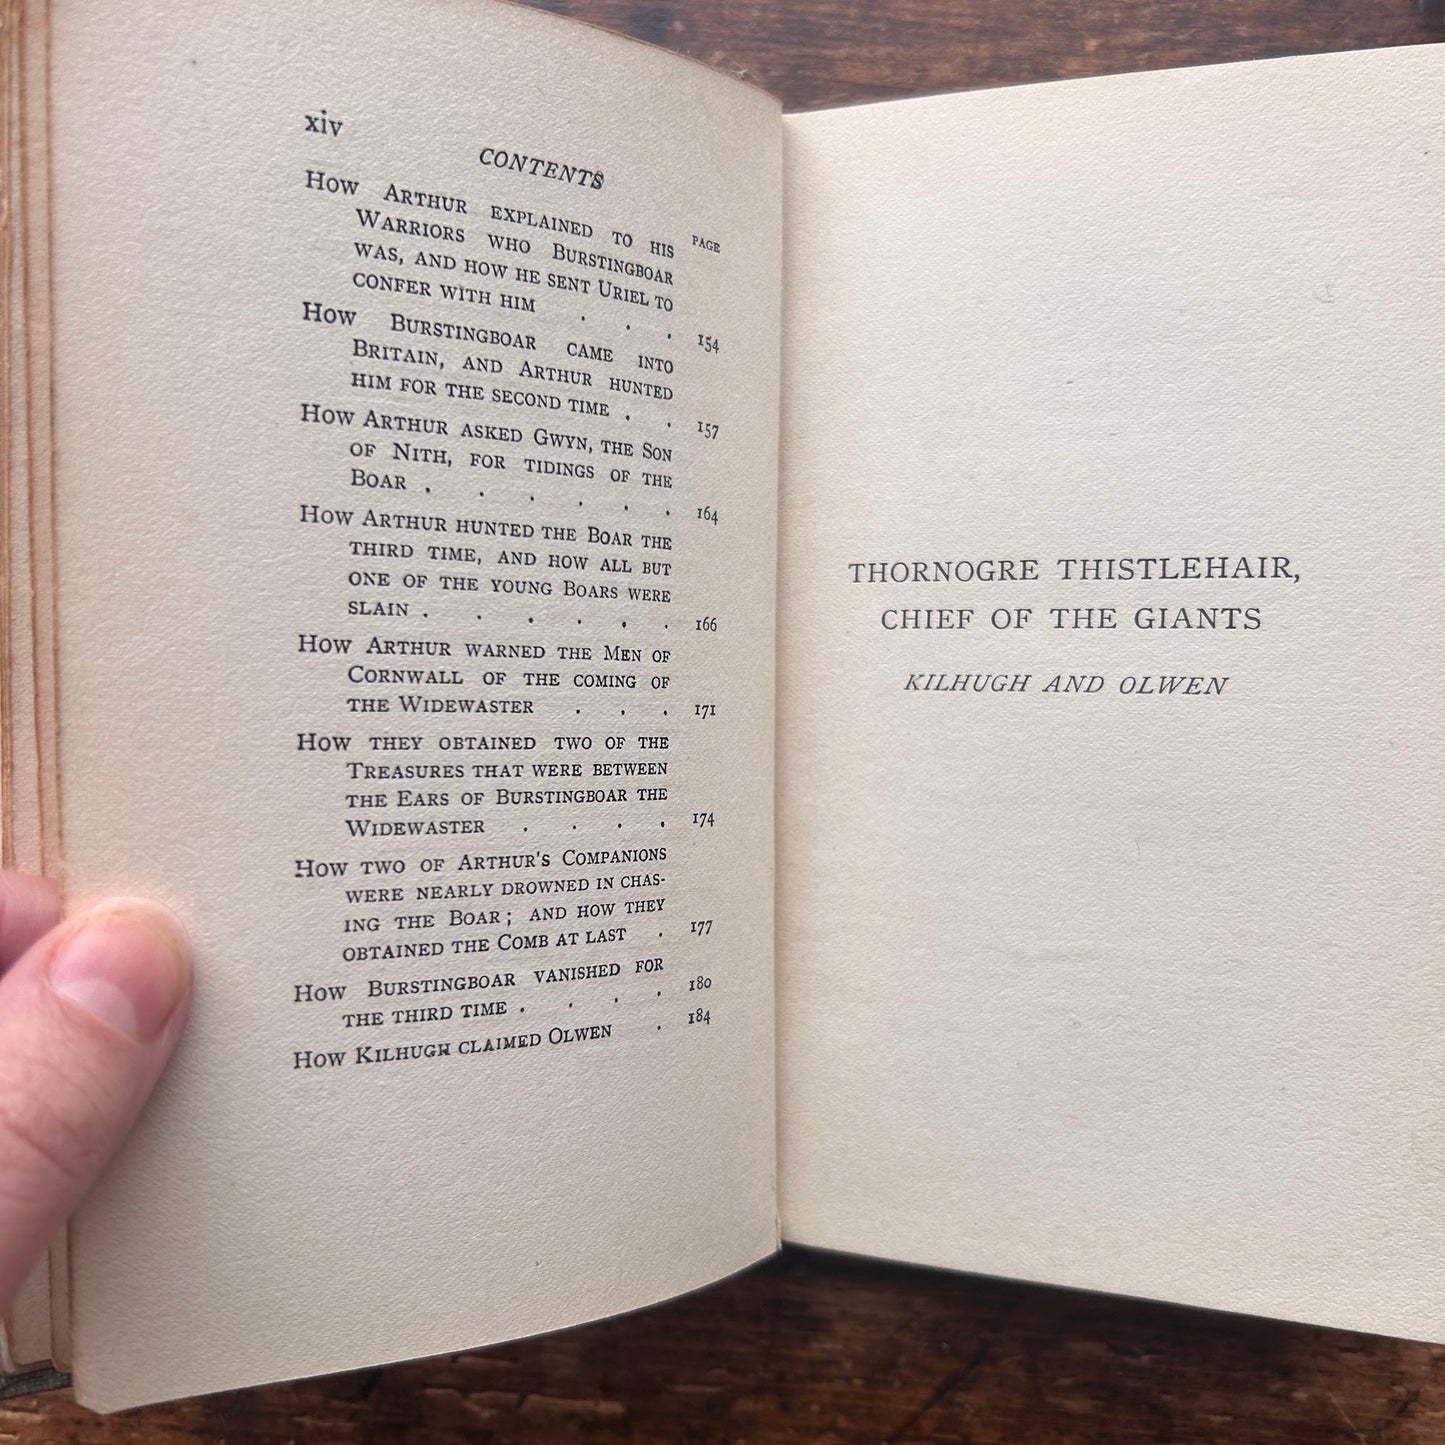 xiv
CONTENTS
PAGE
HOW ARTHUR EXPLAINED TO HIS
WARRIORS WHO BURSTINGBOAR
WAS, AND HOW HE SENT URIEL TO
CONFER WITH HIM . . . 154
HOW BURSTINGBOAR CAME INTO
BRITAIN, AND ARTHUR HUNTED
HIM FOR THE SECOND TIME . . 157
HOW ARTHUR ASKED GWYN, THE SON
OF NITH, FOR TIDINGS OF THE
BOAR . . . . . . 164
HOW ARTHUR HUNTED THE BOAR THE
THIRD TIME, AND HOW ALL BUT
ONE OF THE YOUNG BOARS WERE
SLAIN . . . . . . 166
HOW ARTHUR WARNED THE MEN OF
CORNWALL OF THE COMING OF
THE WIDEWASTER . . . 171
HOW THEY OBTAINED TWO OF THE
TREASURES THAT WERE BETWEEN
THE EARS OF BURSTINGBOAR THE
WIDEWASTER . . . . 174
HOW TWO OF ARTHUR'S COMPANIONS
WERE NEARLY DROWNED IN CHAS-
ING THE BOAR; AND HOW THEY
OBTAINED THE COMB AT LAST . 177
HOW BURSTINGBOAR VANISHED FOR
THE THIRD TIME . . . . 180
HOW KILHUGH CLAIMED OLWEN . 184
THORNOGRE THISTLEHAIR,
CHIEF OF THE GIANTS
KILHUGH AND OLWEN